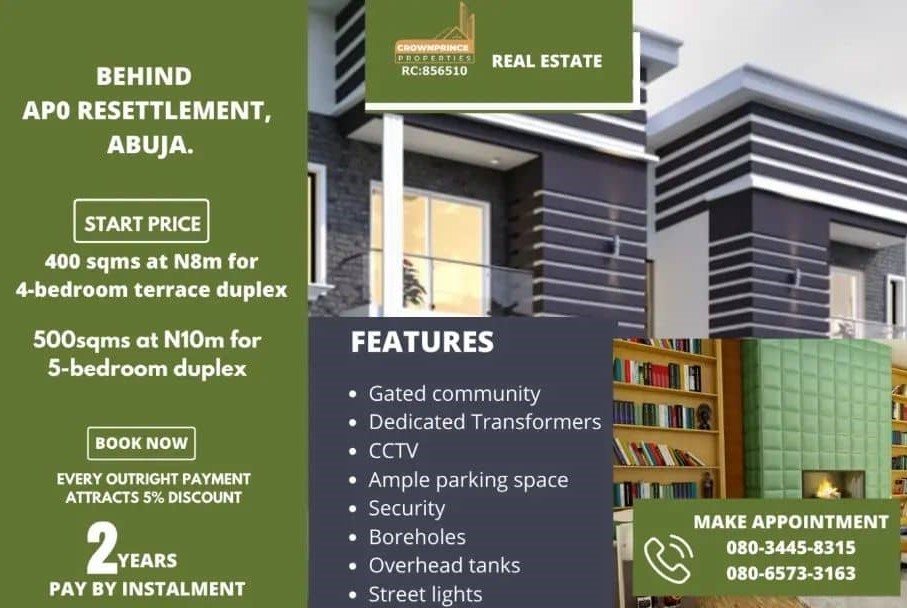 BEHIND
AP0 RESETTLEMENT,
ABUJA.
START PRICE
400 sqms at N8m for
4-bedroom terrace duplex
500sqms at N10m for
5-bedroom duplex
BOOK NOW
EVERY OUTRIGHT PAYMENT
ATTRACTS 5% DISCOUNT
2 YEARS
PAY BY INSTALMENT
CROWNPRINCE
PROPERTIES
RC:856510
REAL ESTATE
FEATURES
• Gated community
• Dedicated Transformers
• CCTV
• Ample parking space
• Security
• Boreholes
• Overhead tanks
• Street lights
MAKE APPOINTMENT
080-3445-8315
080-6573-3163